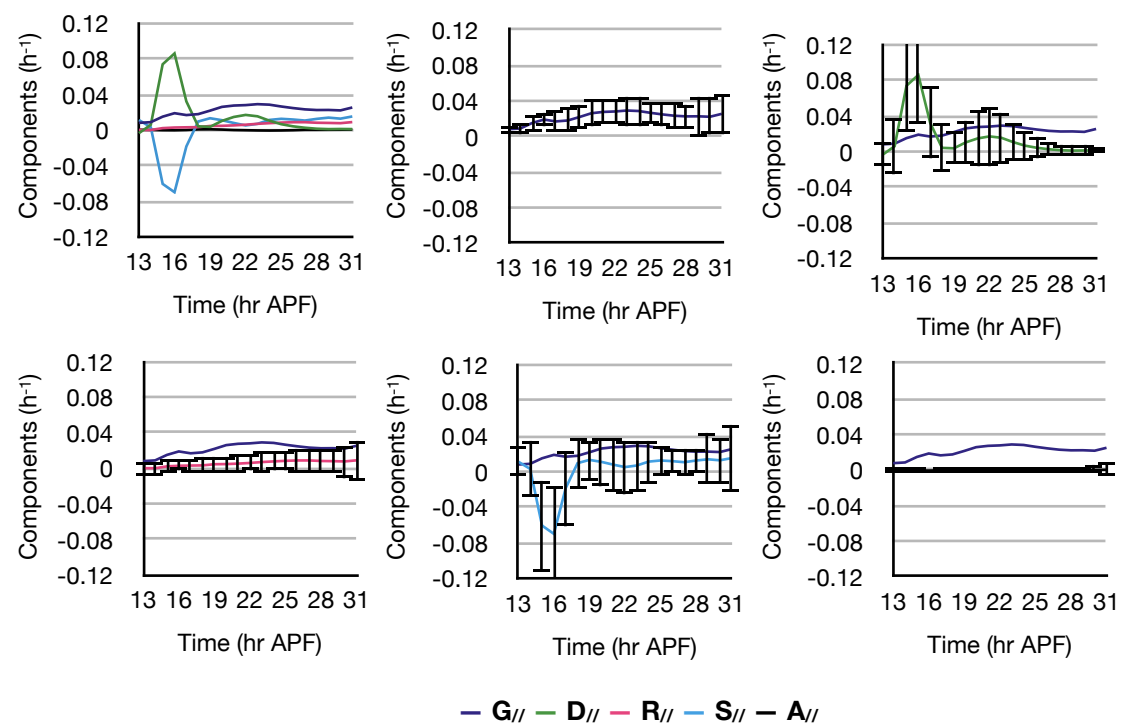 Components (h-1)
0.12
0.08
0.04
0
-0.04
-0.08
-0.12
13 16 19 22 25 28 31
Time (hr APF)
Components (h-1)
0.12
0.08
0.04
0
-0.04
-0.08
-0.12
13 16 19 22 25 28 31
Time (hr APF)
Components (h-1)
0.12
0.08
0.04
0
-0.04
-0.08
-0.12
13 16 19 22 25 28 31
Time (hr APF)
Components (h-1)
0.12
0.08
0.04
0
-0.04
-0.08
-0.12
13 16 19 22 25 28 31
Time (hr APF)
Components (h-1)
0.12
0.08
0.04
0
-0.04
-0.08
-0.12
13 16 19 22 25 28 31
Time (hr APF)
Components (h-1)
0.12
0.08
0.04
0
-0.04
-0.08
-0.12
13 16 19 22 25 28 31
Time (hr APF)
G// D// R// S// A//